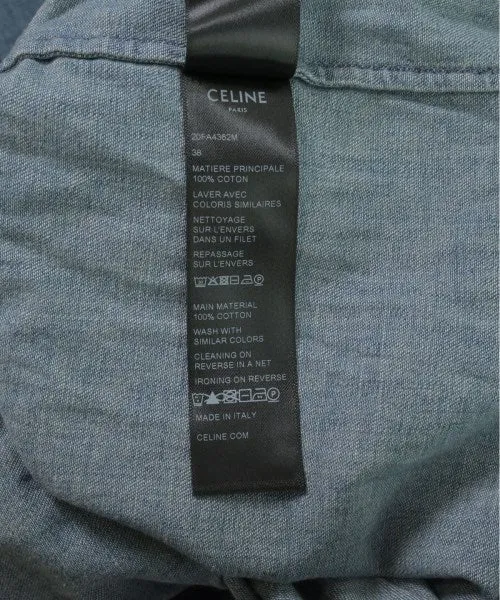 CELINE
PARIS
20FA4362M
38
MATIERE PRINCIPALE
100% COTON
LAVER AVEC
COLORIS SIMILAIRES
NETTOYAGE
SUR L'ENVERS
DANS UN FILET
REPASSAGE
SUR L'ENVERS
MAIN MATERIAL
100% COTTON
WASH WITH
SIMILAR COLORS
CLEANING ON
REVERSE IN A NET
IRONING ON REVERSE
MADE IN ITALY
CELINE.COM